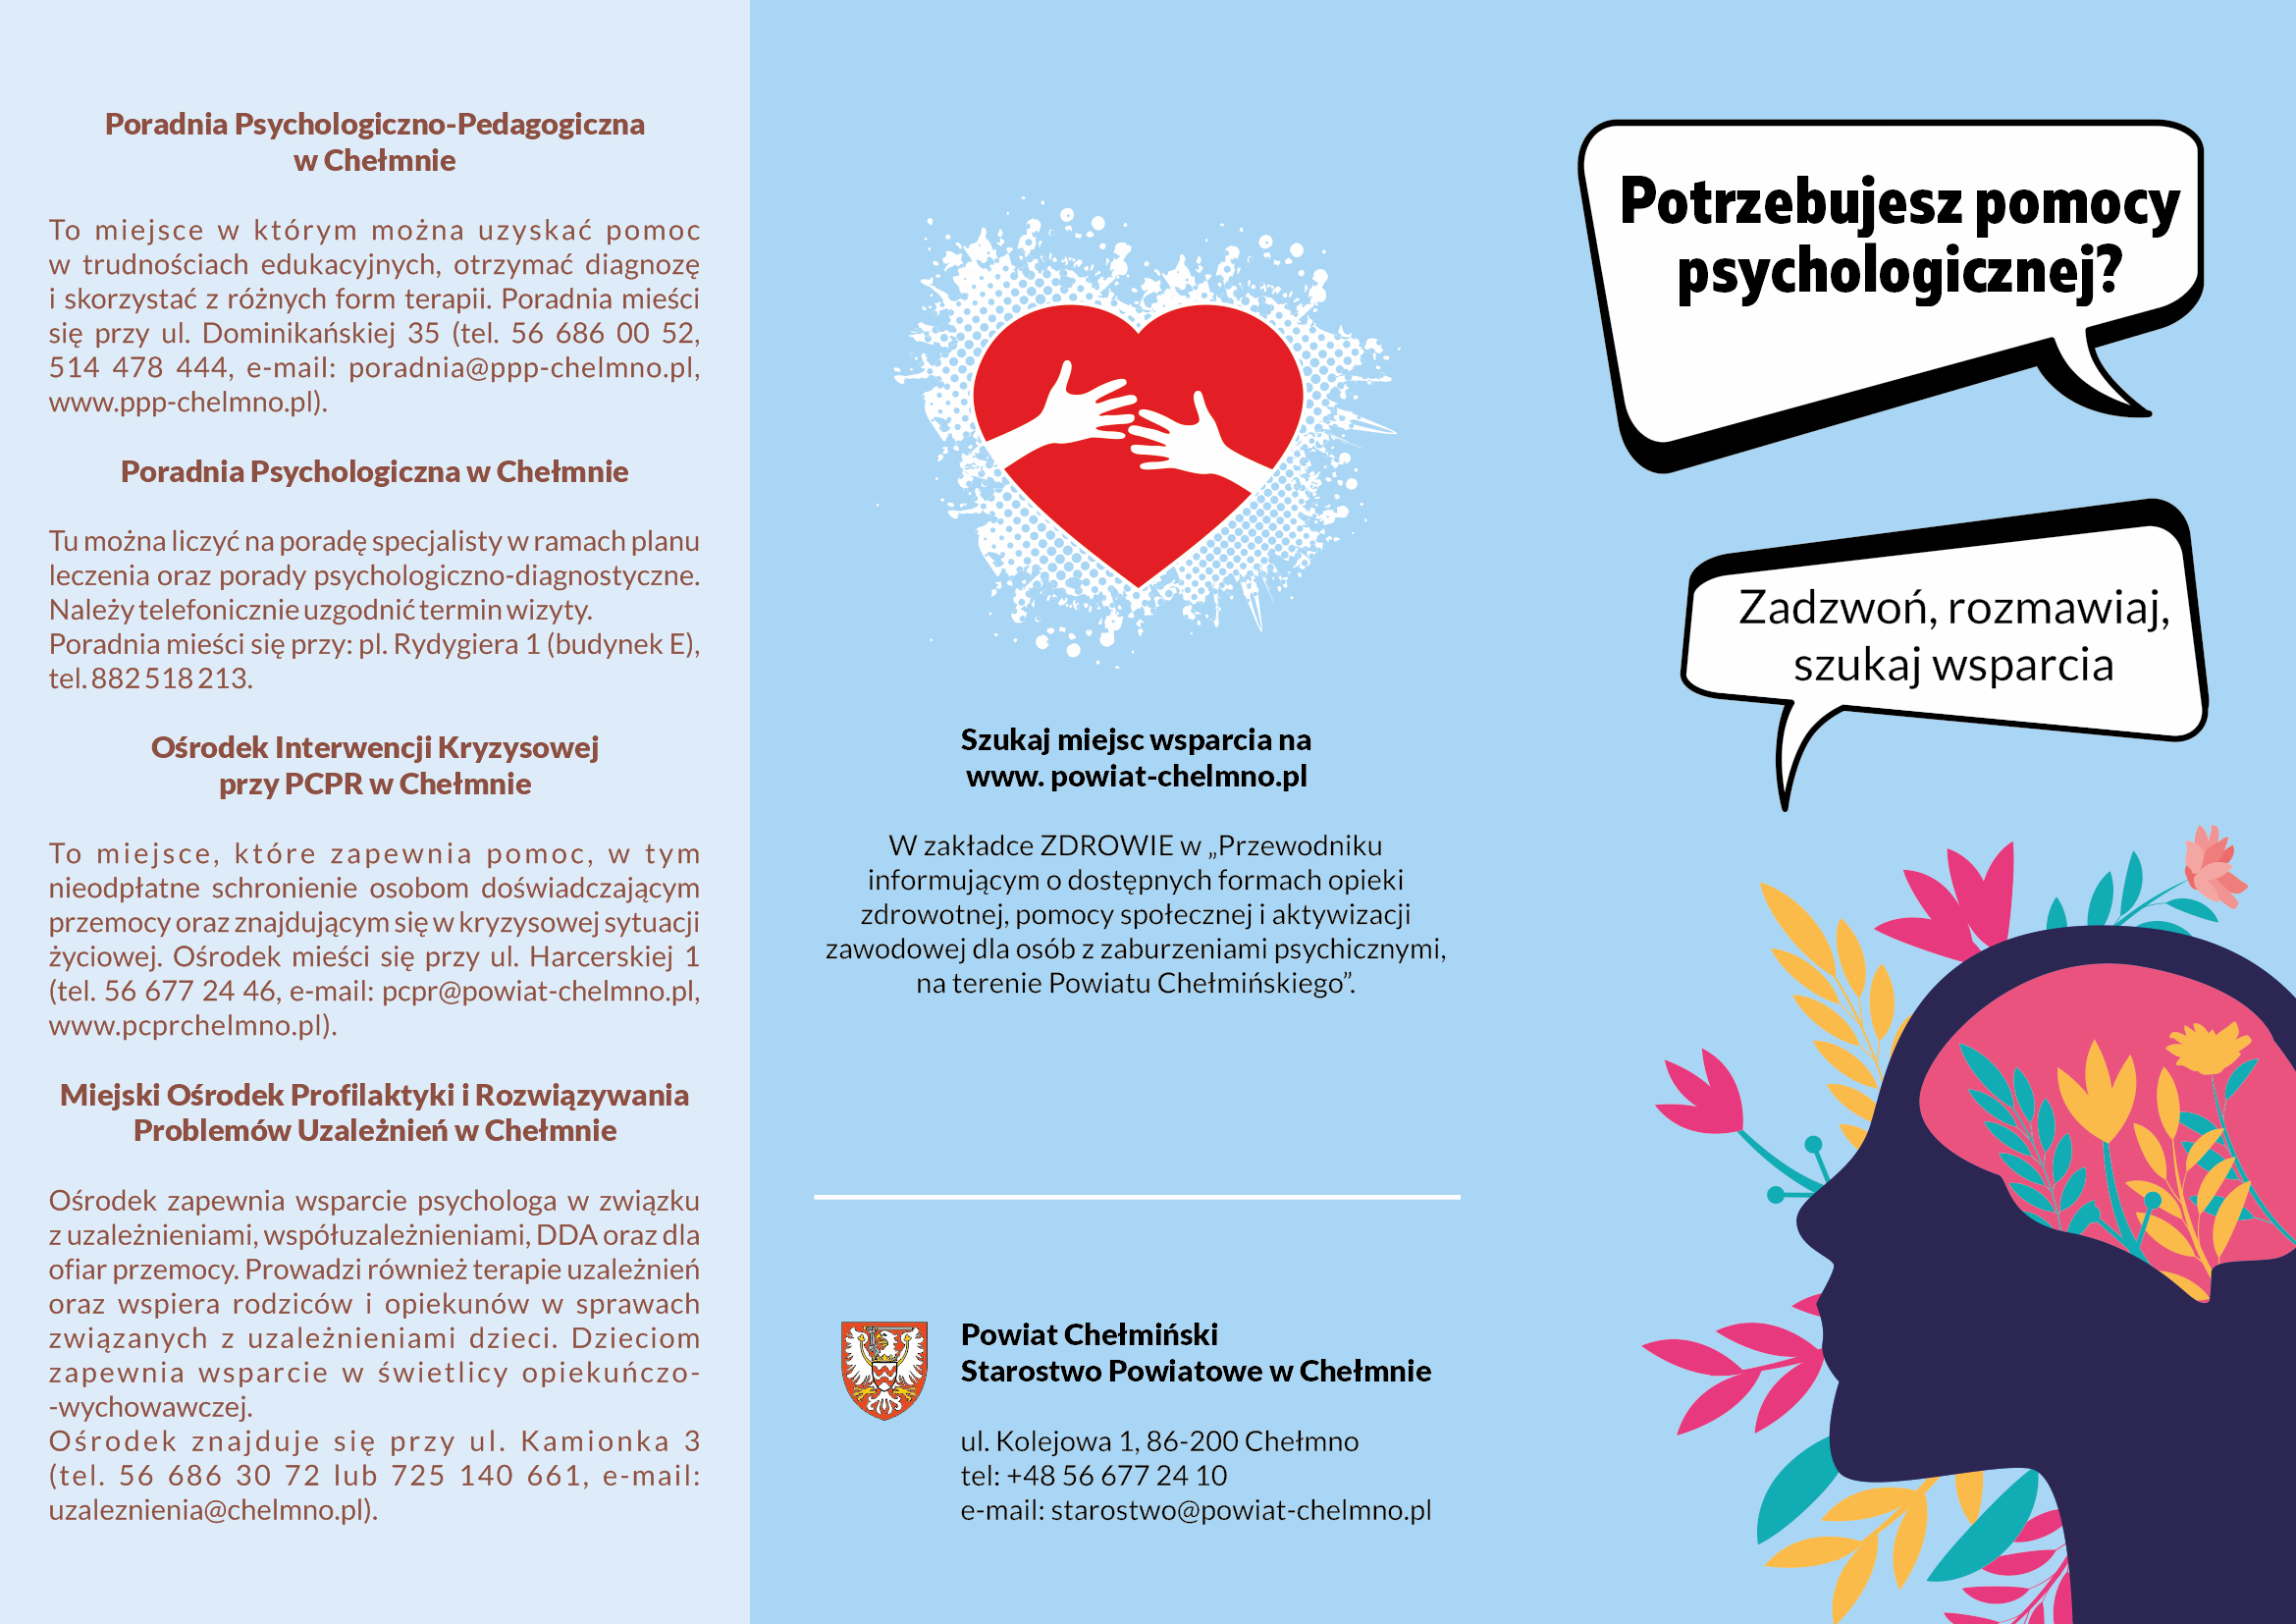 Poradnia Psychologiczno-Pedagogiczna
w Chełmnie
To miejsce w którym można uzyskać pomoc
w trudnościach edukacyjnych, otrzymać diagnozę
i skorzystać z różnych form terapii. Poradnia mieści
się przy ul. Dominikańskiej 35 (tel. 56 686 00 52,
514 478 444, e-mail: poradnia@ppp-chelmno.pl,
www.ppp-chelmno.pl).
Poradnia Psychologiczna w Chełmnie
Tu można liczyć na poradę specjalisty w ramach planu
leczenia oraz porady psychologiczno-diagnostyczne.
Należy telefonicznie uzgodnić termin wizyty.
Poradnia mieści się przy: pl. Rydygiera 1 (budynek E),
tel. 882 518 213.
Ośrodek Interwencji Kryzysowej
przy PCPR w Chełmnie
To miejsce, które zapewnia pomoc, w tym
nieodpłatne schronienie osobom doświadczającym
przemocy oraz znajdującym się w kryzysowej sytuacji
życiowej. Ośrodek mieści się przy ul. Harcerskiej 1
(tel. 56 677 24 46, e-mail: pcpr@powiat-chelmno.pl,
www.pcprchelmno.pl).
Miejski Ośrodek Profilaktyki i Rozwiązywania
Problemów Uzależnień w Chełmnie
Ośrodek zapewnia wsparcie psychologa w związku
z uzależnieniami, współuzależnieniami, DDA oraz dla
ofiar przemocy. Prowadzi również terapie uzależnień
oraz wspiera rodziców i opiekunów w sprawach
związanych z uzależnieniami dzieci. Dzieciom
zapewnia wsparcie w świetlicy opiekuńczo-
-wychowawczej.
Ośrodek znajduje się przy ul. Kamionka 3
(tel. 56 686 30 72 lub 725 140 661, e-mail:
uzaleznienia@chelmno.pl).
Szukaj miejsc wsparcia na
www. powiat-chelmno.pl
W zakładce ZDROWIE w „Przewodniku
informującym o dostępnych formach opieki
zdrowotnej, pomocy społecznej i aktywizacji
zawodowej dla osób z zaburzeniami psychicznymi,
na terenie Powiatu Chełmińskiego”.
Powiat Chełmiński
Starostwo Powiatowe w Chełmnie
ul. Kolejowa 1, 86-200 Chełmno
tel: +48 56 677 24 10
e-mail: starostwo@powiat-chelmno.pl
Potrzebujesz pomocy
psychologicznej?
Zadzwoń, rozmawiaj,
szukaj wsparcia